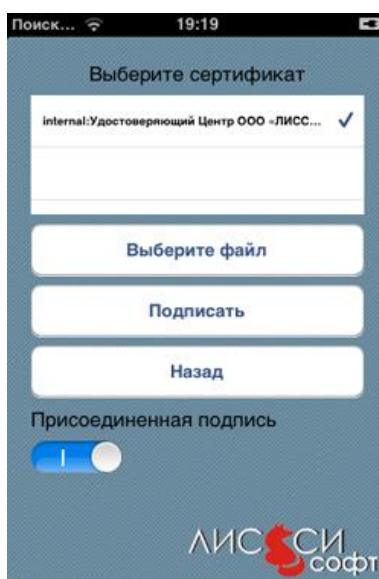 Поиск... 19:19
Выберите сертификат
internal:Удостоверяющий Центр ООО «ЛИСС...
Выберите файл
Подписать
Назад
Присоединенная подпись
ЛИССИ
софт